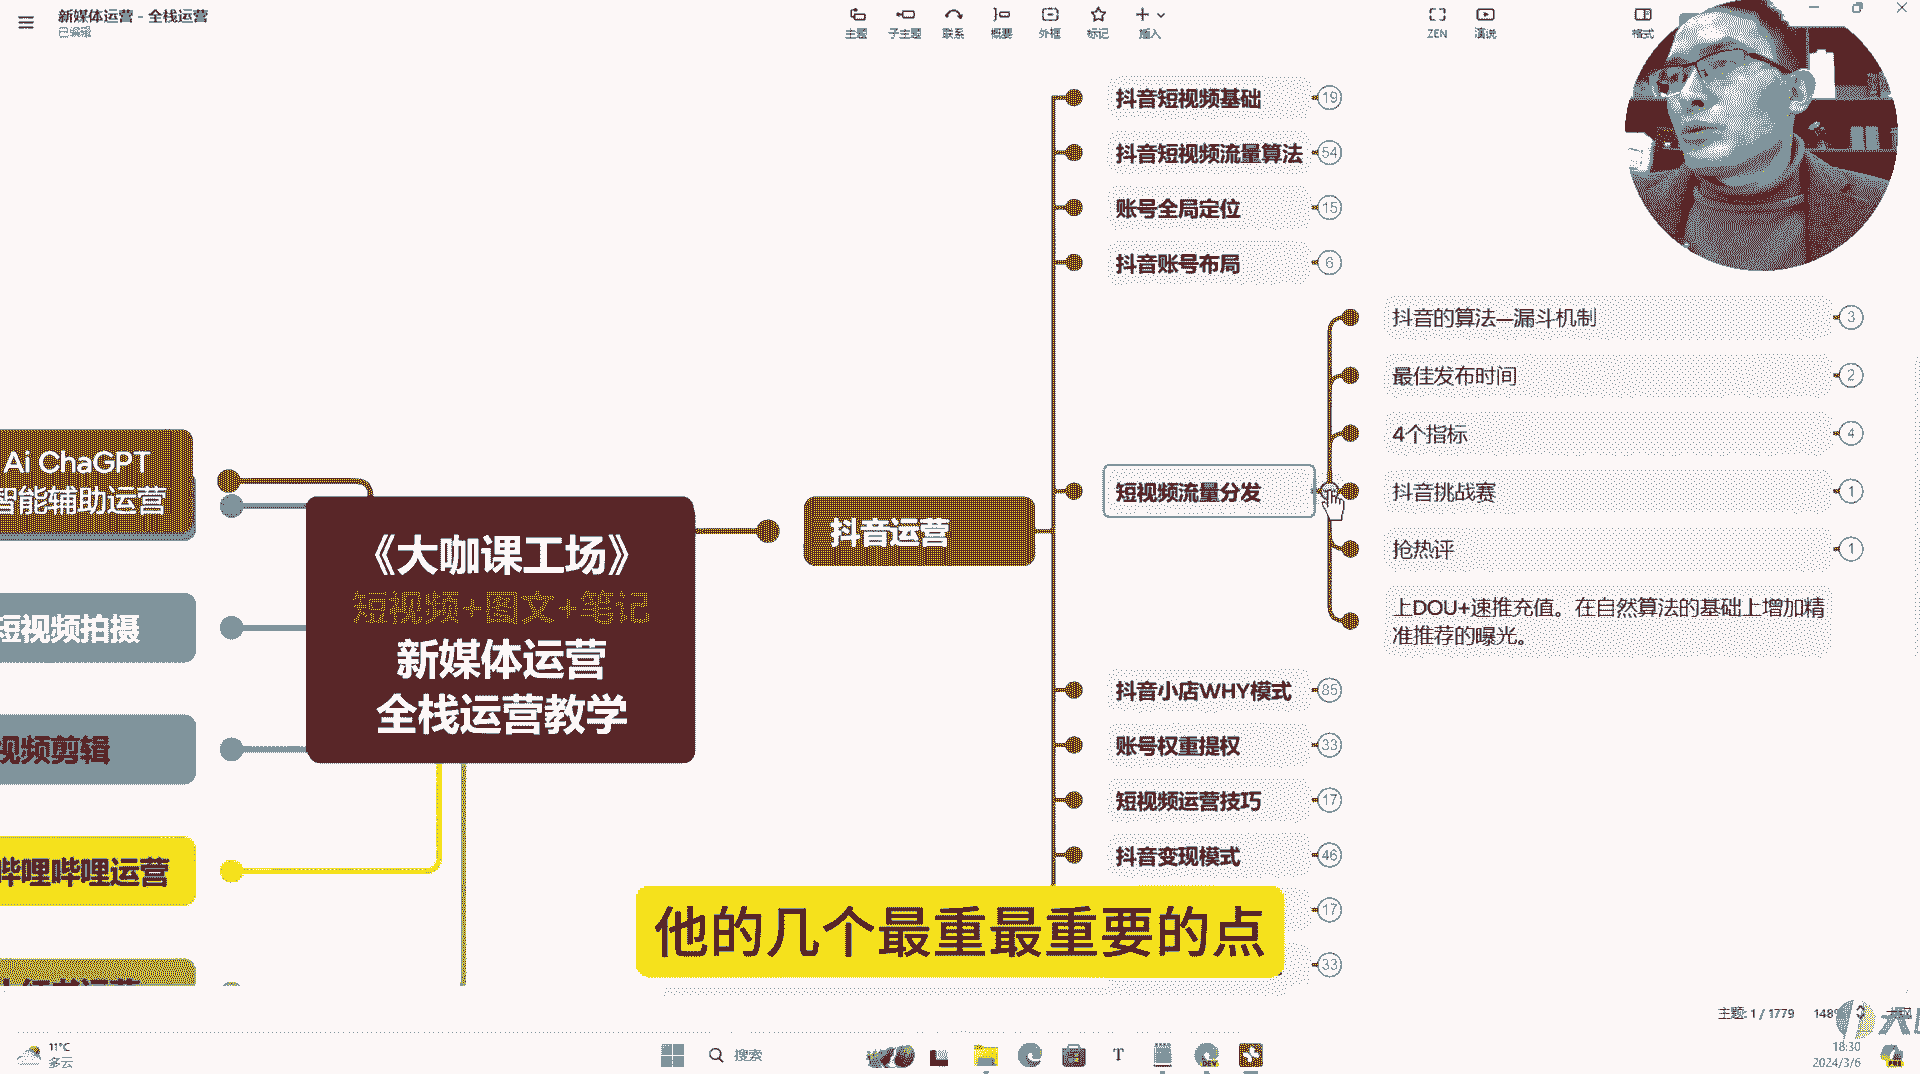 新媒体运营 - 全栈运营
已编辑
主题
子主题
联系
概要
外框
标记
插入
ZEN
演说
格式
抖音短视频基础
19
抖音短视频流量算法
54
账号全局定位
15
抖音账号布局
6
抖音的算法—漏斗机制
3
最佳发布时间
2
4个指标
4
短视频流量分发
抖音挑战赛
1
抢热评
1
上DOU+速推充值。在自然算法的基础上增加精
准推荐的曝光。
Ai ChaGPT
智能辅助运营
抖音运营
《大咖课工场》
短视频+图文+笔记
新媒体运营
全栈运营教学
短视频拍摄
视频剪辑
哔哩哔哩运营
抖音小店WHY模式
85
账号权重提权
33
短视频运营技巧
17
抖音变现模式
46
17
33
他的几个最重最重要的点
主题: 1 / 1779
148%
11°C
多云
搜索
18:30
2024/3/6